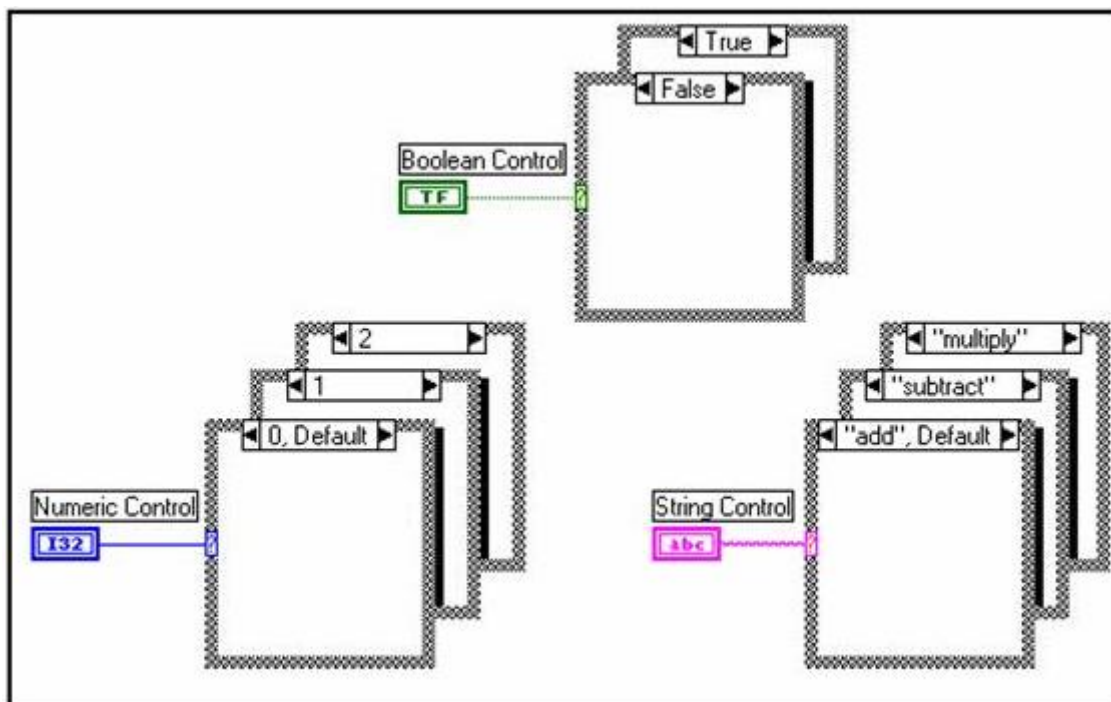 True
False
Boolean Control
TF
?
2
"multiply"
1
"subtract"
0, Default
"add", Default
Numeric Control
I32
?
String Control
abc
?